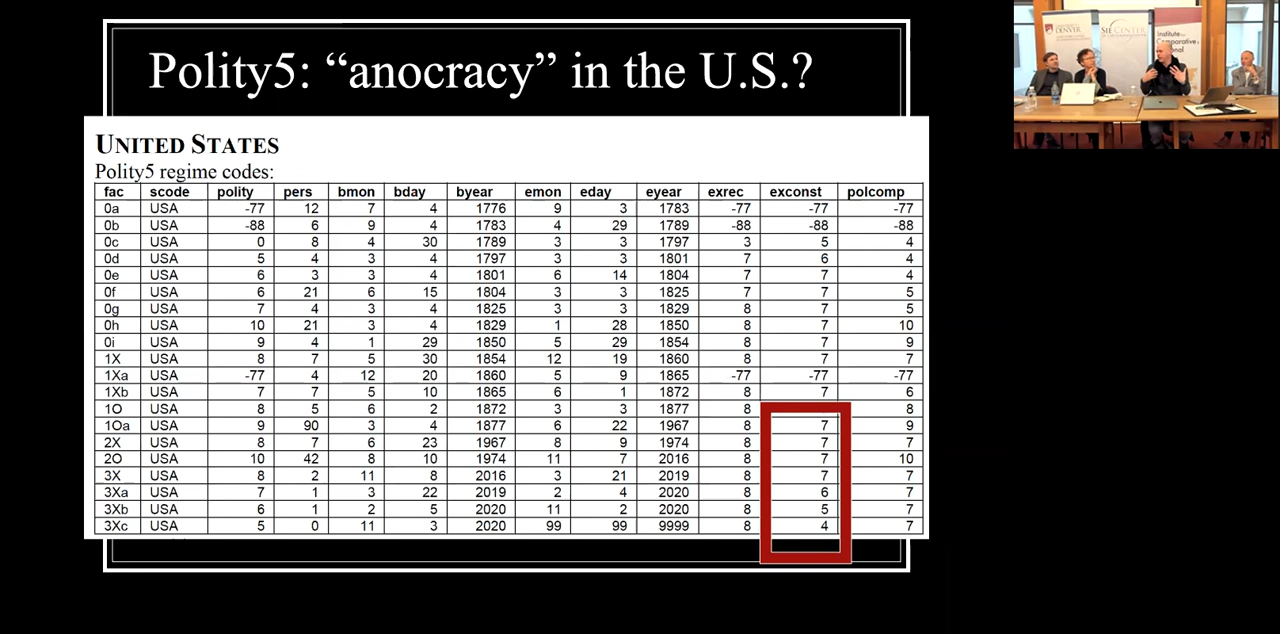 Polity5: “anocracy” in the U.S.?
UNITED STATES
Polity5 regime codes:
fac scode polity pers bmon bday byear emon eday eyear exrec exconst polcomp
0a USA -77 12 7 4 1776 9 3 1783 -77 -77 -77
0b USA -88 6 9 4 1783 4 29 1789 -88 -88 -88
0c USA 0 8 4 30 1789 3 3 1797 3 5 4
0d USA 5 4 3 4 1797 3 3 1801 7 6 4
0e USA 6 3 3 4 1801 6 14 1804 7 7 4
0f USA 6 21 6 15 1804 3 3 1825 7 7 5
0g USA 7 4 3 4 1825 3 3 1829 8 7 5
0h USA 10 21 3 4 1829 1 28 1850 8 7 10
0i USA 9 4 1 29 1850 5 29 1854 8 7 9
1X USA 8 7 5 30 1854 12 19 1860 8 7 7
1Xa USA -77 4 12 20 1860 5 9 1865 -77 -77 -77
1Xb USA 7 7 5 10 1865 6 1 1872 8 7 6
1O USA 8 5 6 2 1872 3 3 1877 8 8
1Oa USA 9 90 3 4 1877 6 22 1967 8 7 9
2X USA 8 7 6 23 1967 8 9 1974 8 7 7
2O USA 10 42 8 10 1974 11 7 2016 8 7 10
3X USA 8 2 11 8 2016 3 21 2019 8 7 7
3Xa USA 7 1 3 22 2019 2 4 2020 8 6 7
3Xb USA 6 1 2 5 2020 11 2 2020 8 5 7
3Xc USA 5 0 11 3 2020 99 99 9999 8 4 7
DENVER
SIE CENTER
Institute
Comparative